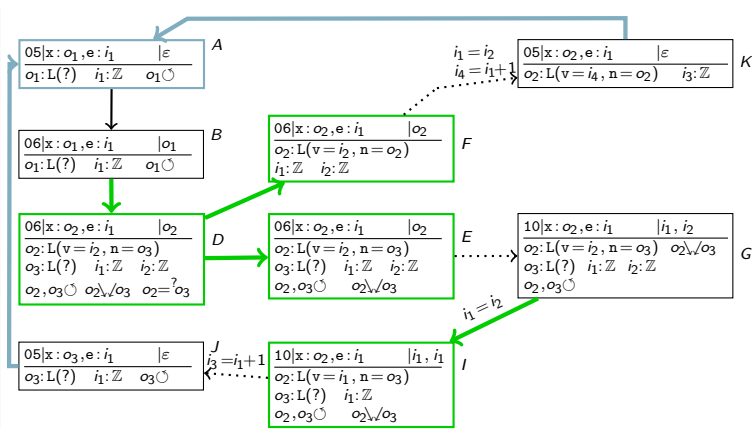 05|x:o₁,e:i₁ |ε
o₁:L(?) i₁:ℤ o₁↺
A
06|x:o₁,e:i₁ |o₁
o₁:L(?) i₁:ℤ o₁↺
B
06|x:o₂,e:i₁ |o₂
o₂:L(v=i₂, n=o₃)
o₃:L(?) i₁:ℤ i₂:ℤ
o₂,o₃↺ o₂↘↙o₃ o₂=?o₃
D
05|x:o₃,e:i₁ |ε
o₃:L(?) i₁:ℤ o₃↺
J
i₃=i₁+1
06|x:o₂,e:i₁ |o₂
o₂:L(v=i₂, n=o₂)
i₁:ℤ i₂:ℤ
F
06|x:o₂,e:i₁ |o₂
o₂:L(v=i₂, n=o₃)
o₃:L(?) i₁:ℤ i₂:ℤ
o₂,o₃↺ o₂↘↙o₃
E
10|x:o₂,e:i₁ |i₁, i₁
o₂:L(v=i₁, n=o₃)
o₃:L(?) i₁:ℤ
o₂,o₃↺ o₂↘↙o₃
I
i₁=i₂
i₄=i₁+1
05|x:o₂,e:i₁ |ε
o₂:L(v=i₄, n=o₂) i₃:ℤ
K
10|x:o₂,e:i₁ |i₁, i₂
o₂:L(v=i₂, n=o₃) o₂↘↙o₃
o₃:L(?) i₁:ℤ i₂:ℤ
o₂,o₃↺
G
i₁=i₂